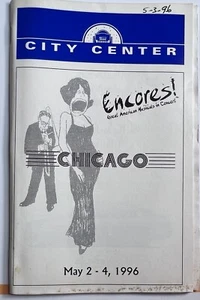 5-3-96
CITY CENTER
Encores!
Great American Musicals in Concert
CHICAGO
May 2 - 4, 1996